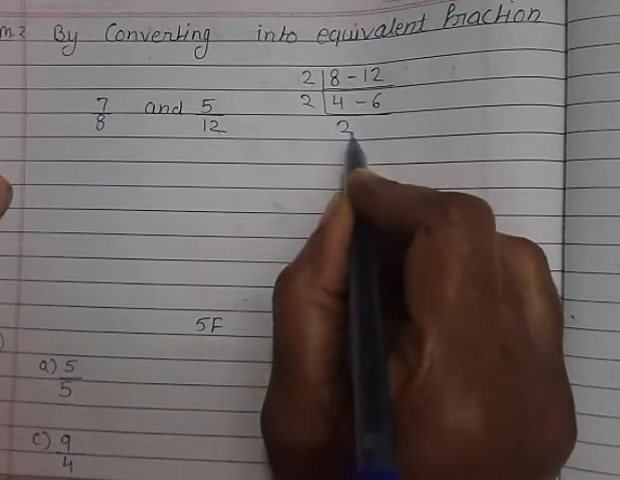 m.2 By Converting into equivalent fraction
2 | 8 - 12
7/8 and 5/12 2 | 4 - 6
2
5F
a) 5/5
c) 9/4